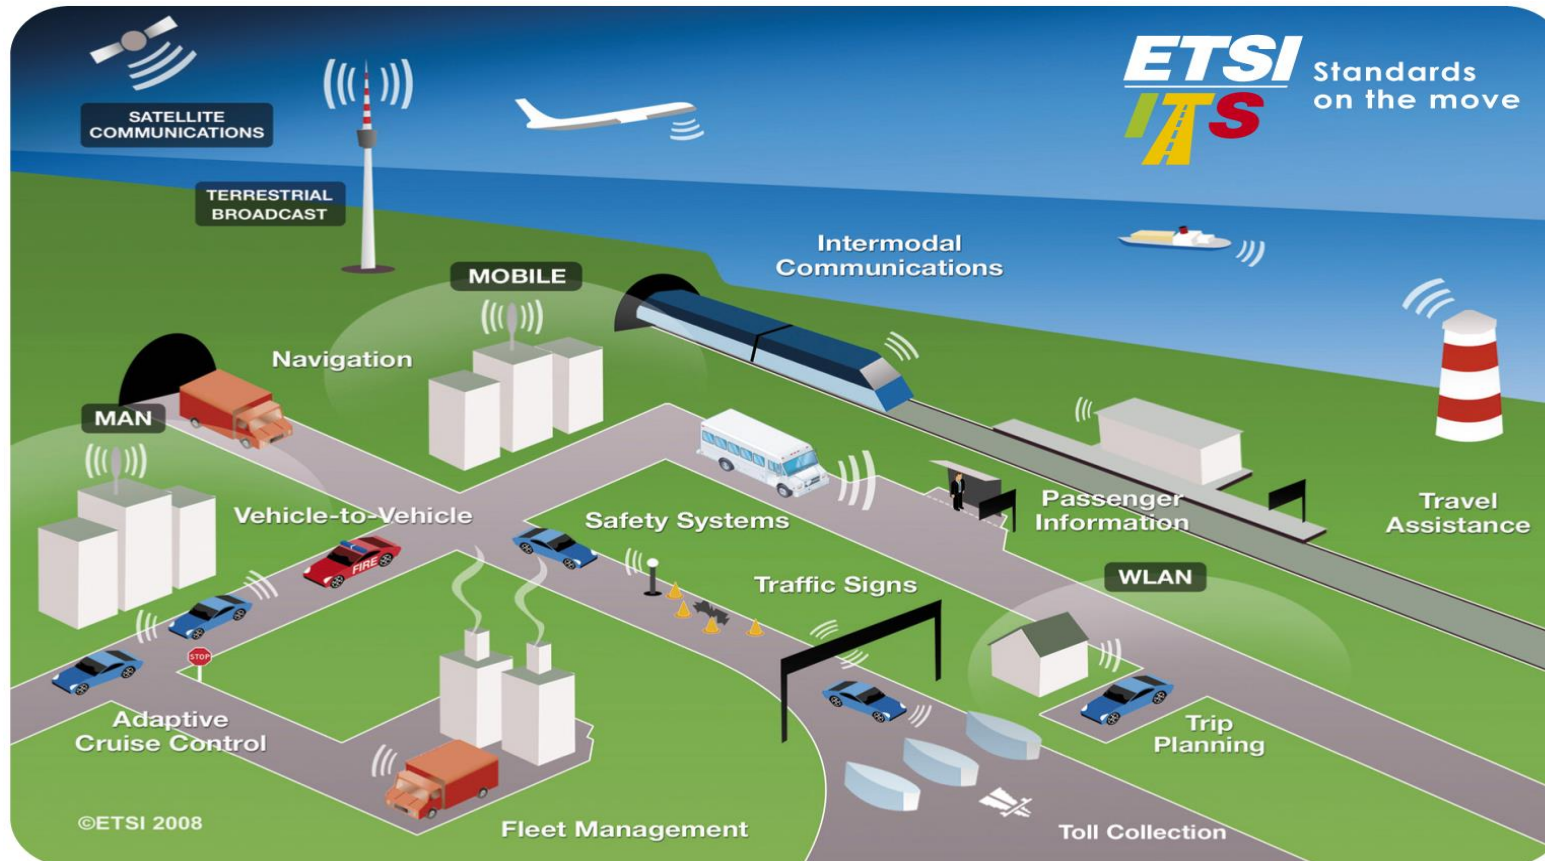 ETSI
ITS
Standards
on the move
SATELLITE
COMMUNICATIONS
TERRESTRIAL
BROADCAST
Intermodal
Communications
MOBILE
Navigation
MAN
Vehicle-to-Vehicle
Safety Systems
Passenger
Information
Travel
Assistance
FIRE
Traffic Signs
WLAN
STOP
Adaptive
Cruise Control
Trip
Planning
©ETSI 2008
Fleet Management
Toll Collection